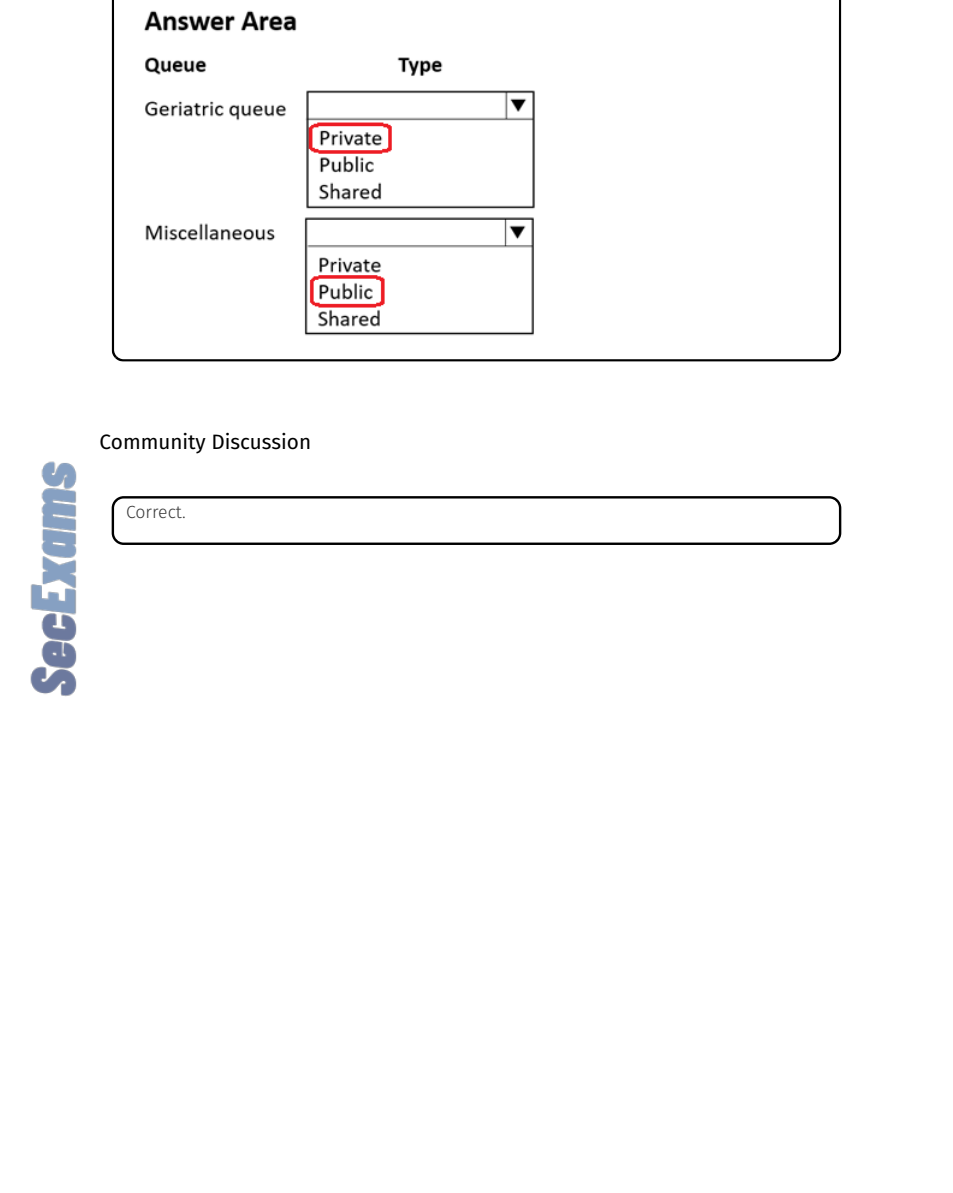 Answer Area
Queue Type
Geriatric queue
Private
Public
Shared
Miscellaneous
Private
Public
Shared
Community Discussion
Correct.
SecExams